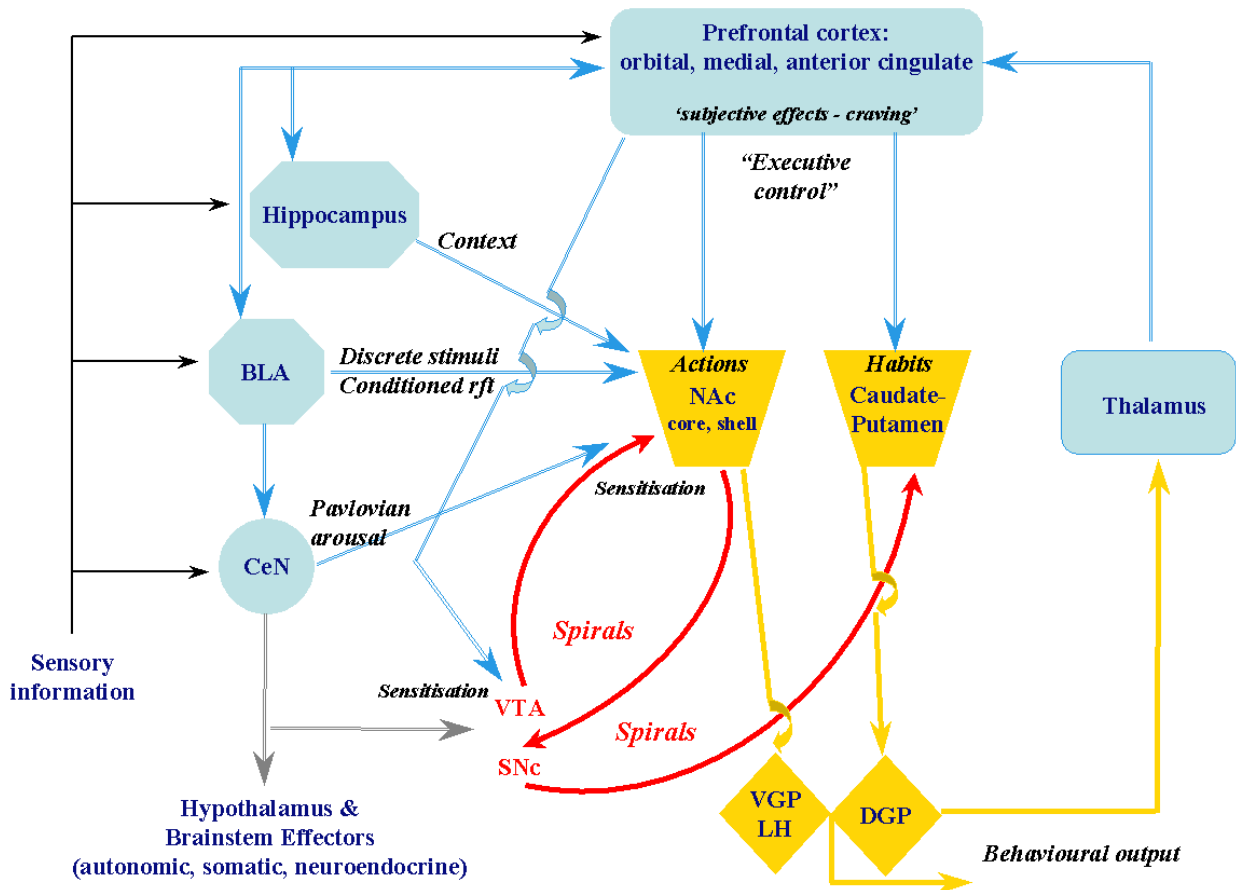 Prefrontal cortex:
orbital, medial, anterior cingulate
‘subjective effects - craving’
“Executive
control”
Hippocampus
Context
BLA
Discrete stimuli
Conditioned rft
Actions
NAc
core, shell
Habits
Caudate-
Putamen
Thalamus
Sensitisation
Pavlovian
arousal
CeN
Spirals
Sensory
information
Sensitisation
VTA
Spirals
SNc
VGP
LH
DGP
Hypothalamus &
Brainstem Effectors
(autonomic, somatic, neuroendocrine)
Behavioural output